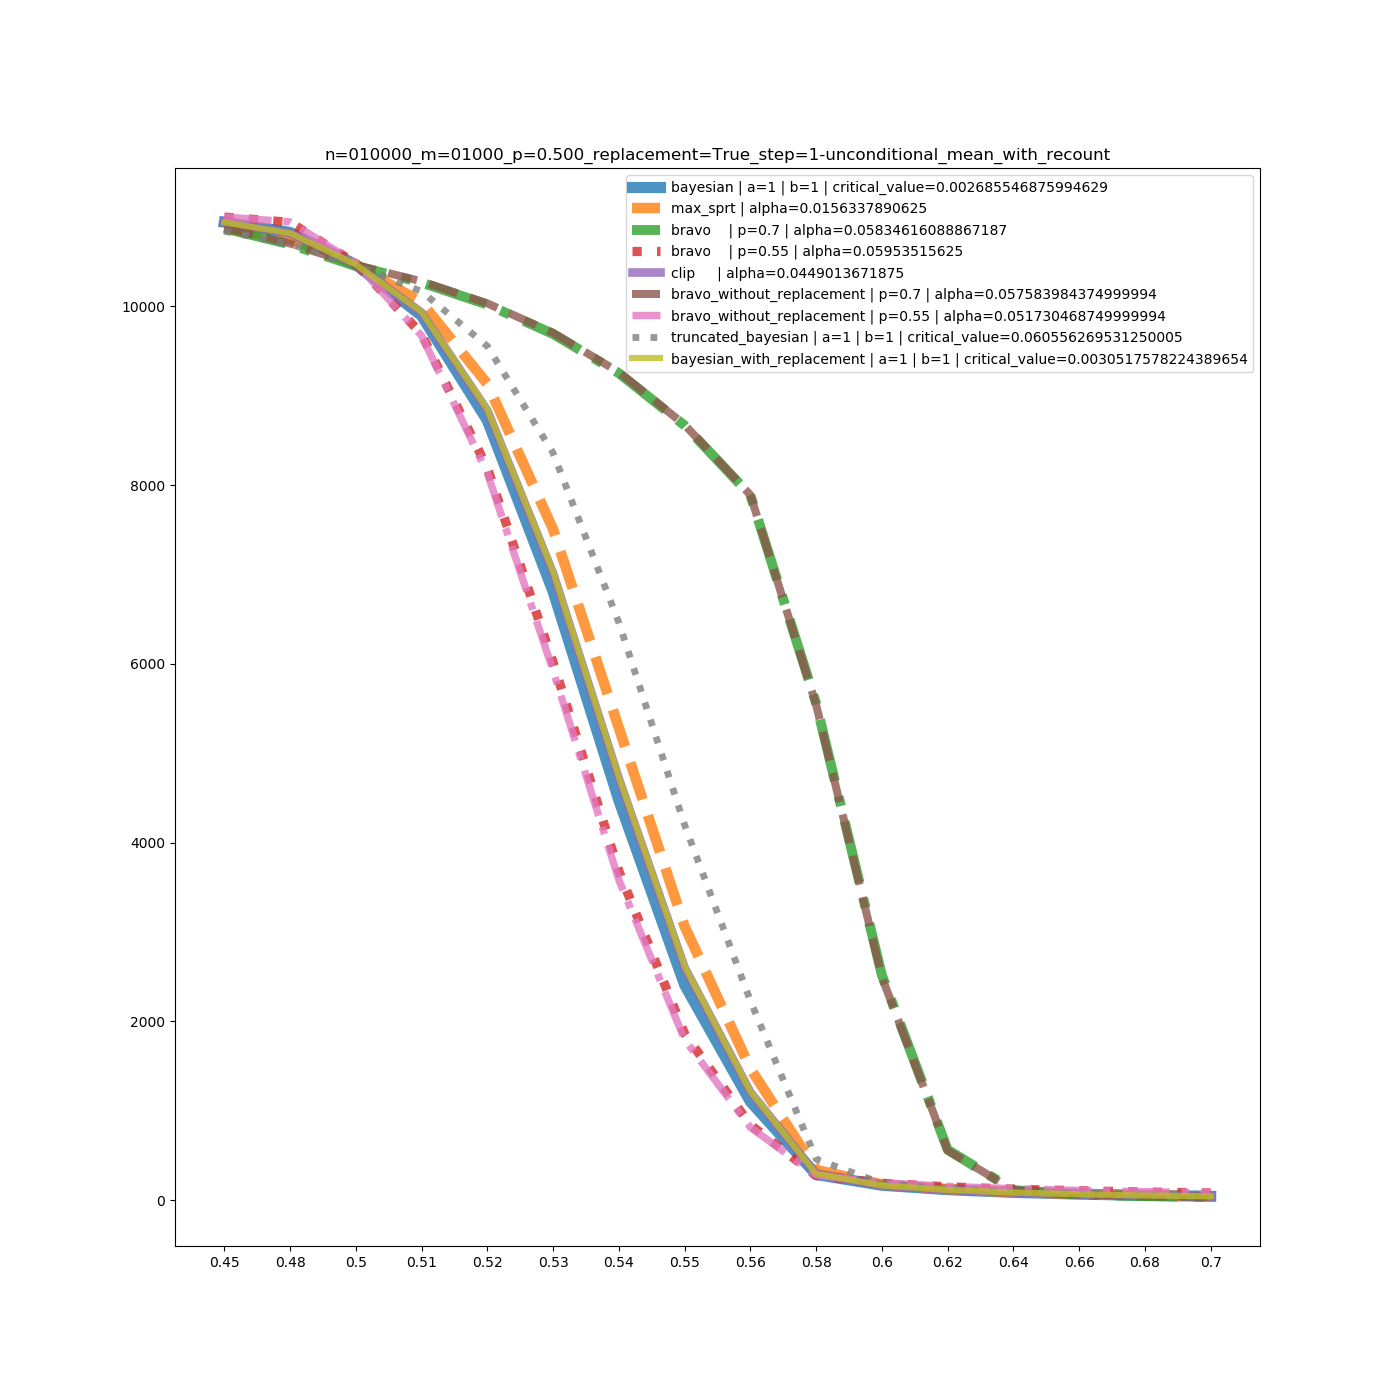 n=010000_m=01000_p=0.500_replacement=True_step=1-unconditional_mean_with_recount
bayesian | a=1 | b=1 | critical_value=0.002685546875994629
max_sprt | alpha=0.0156337890625
bravo    | p=0.7 | alpha=0.05834616088867187
bravo    | p=0.55 | alpha=0.05953515625
clip     | alpha=0.0449013671875
bravo_without_replacement | p=0.7 | alpha=0.057583984374999994
bravo_without_replacement | p=0.55 | alpha=0.051730468749999994
truncated_bayesian | a=1 | b=1 | critical_value=0.060556269531250005
bayesian_with_replacement | a=1 | b=1 | critical_value=0.0030517578224389654
10000
8000
6000
4000
2000
0
0.45 0.48 0.5 0.51 0.52 0.53 0.54 0.55 0.56 0.58 0.6 0.62 0.64 0.66 0.68 0.7